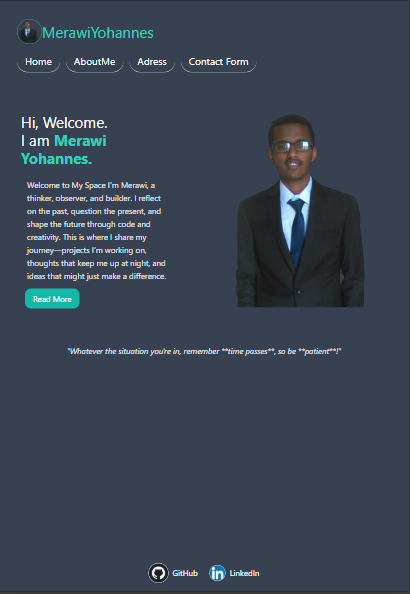 MerawiYohannes
Home AboutMe Adress Contact Form
Hi, Welcome.
I am Merawi
Yohannes.
Welcome to My Space I'm Merawi, a
thinker, observer, and builder. I reflect
on the past, question the present, and
shape the future through code and
creativity. This is where I share my
journey—projects I'm working on,
thoughts that keep me up at night, and
ideas that might just make a difference.
Read More
"Whatever the situation you're in, remember **time passes**, so be **patient**!"
GitHub in LinkedIn